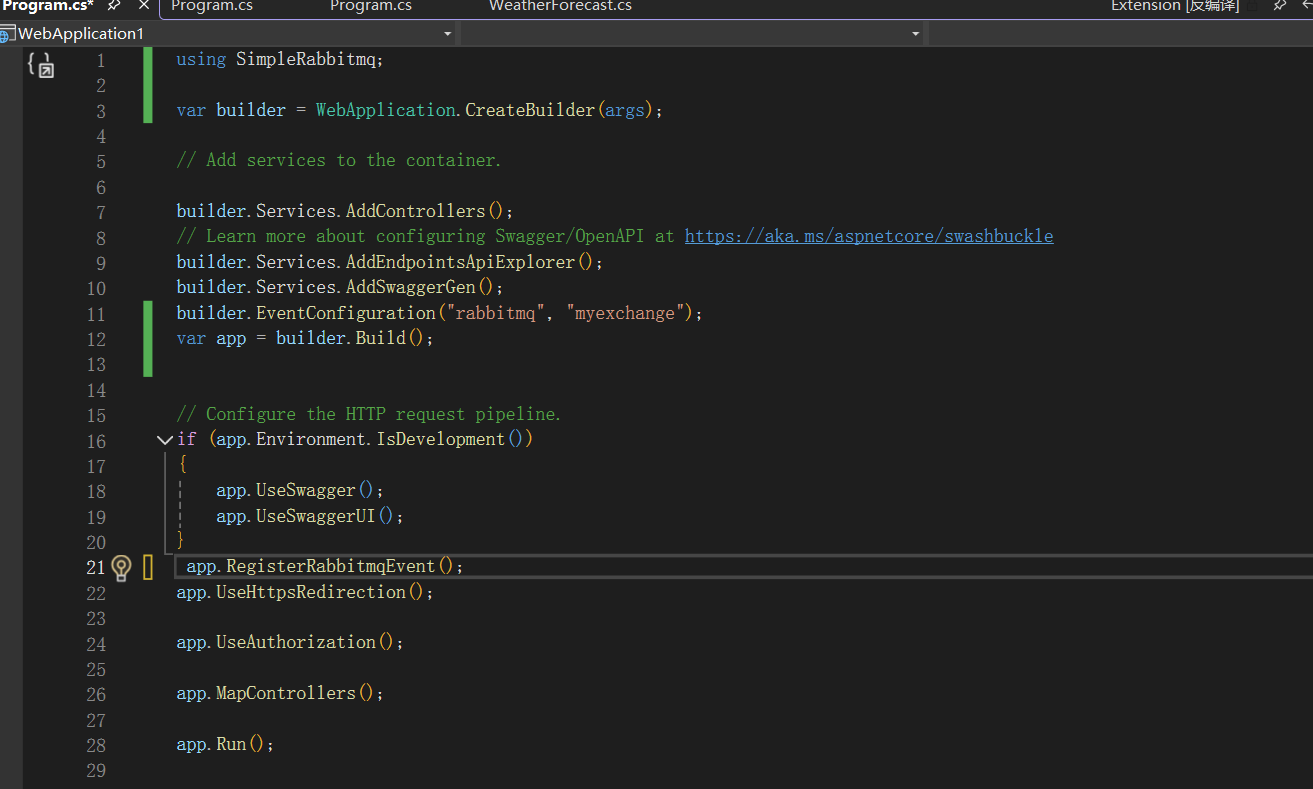 Program.cs* Program.cs Program.cs WeatherForecast.cs Extension [反编译]
WebApplication1
1 using SimpleRabbitmq;
2
3 var builder = WebApplication.CreateBuilder(args);
4
5 // Add services to the container.
6
7 builder.Services.AddControllers();
8 // Learn more about configuring Swagger/OpenAPI at https://aka.ms/aspnetcore/swashbuckle
9 builder.Services.AddEndpointsApiExplorer();
10 builder.Services.AddSwaggerGen();
11 builder.EventConfiguration("rabbitmq", "myexchange");
12 var app = builder.Build();
13
14
15 // Configure the HTTP request pipeline.
16 if (app.Environment.IsDevelopment())
17 {
18 app.UseSwagger();
19 app.UseSwaggerUI();
20 }
21 app.RegisterRabbitmqEvent();
22 app.UseHttpsRedirection();
23
24 app.UseAuthorization();
25
26 app.MapControllers();
27
28 app.Run();
29